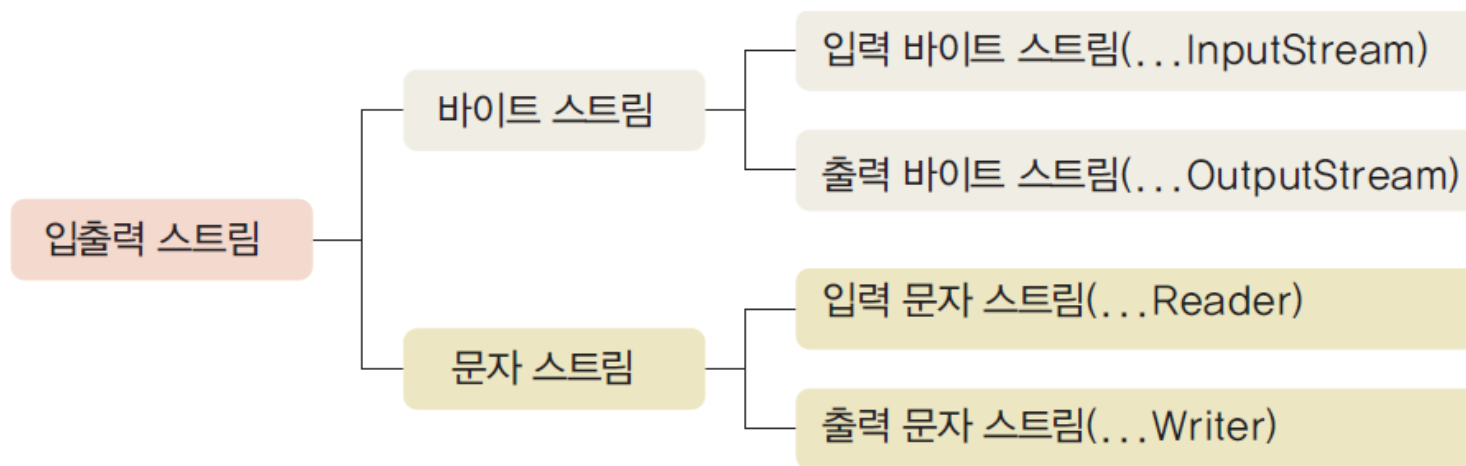 입출력 스트림
바이트 스트림
입력 바이트 스트림(...InputStream)
출력 바이트 스트림(...OutputStream)
문자 스트림
입력 문자 스트림(...Reader)
출력 문자 스트림(...Writer)